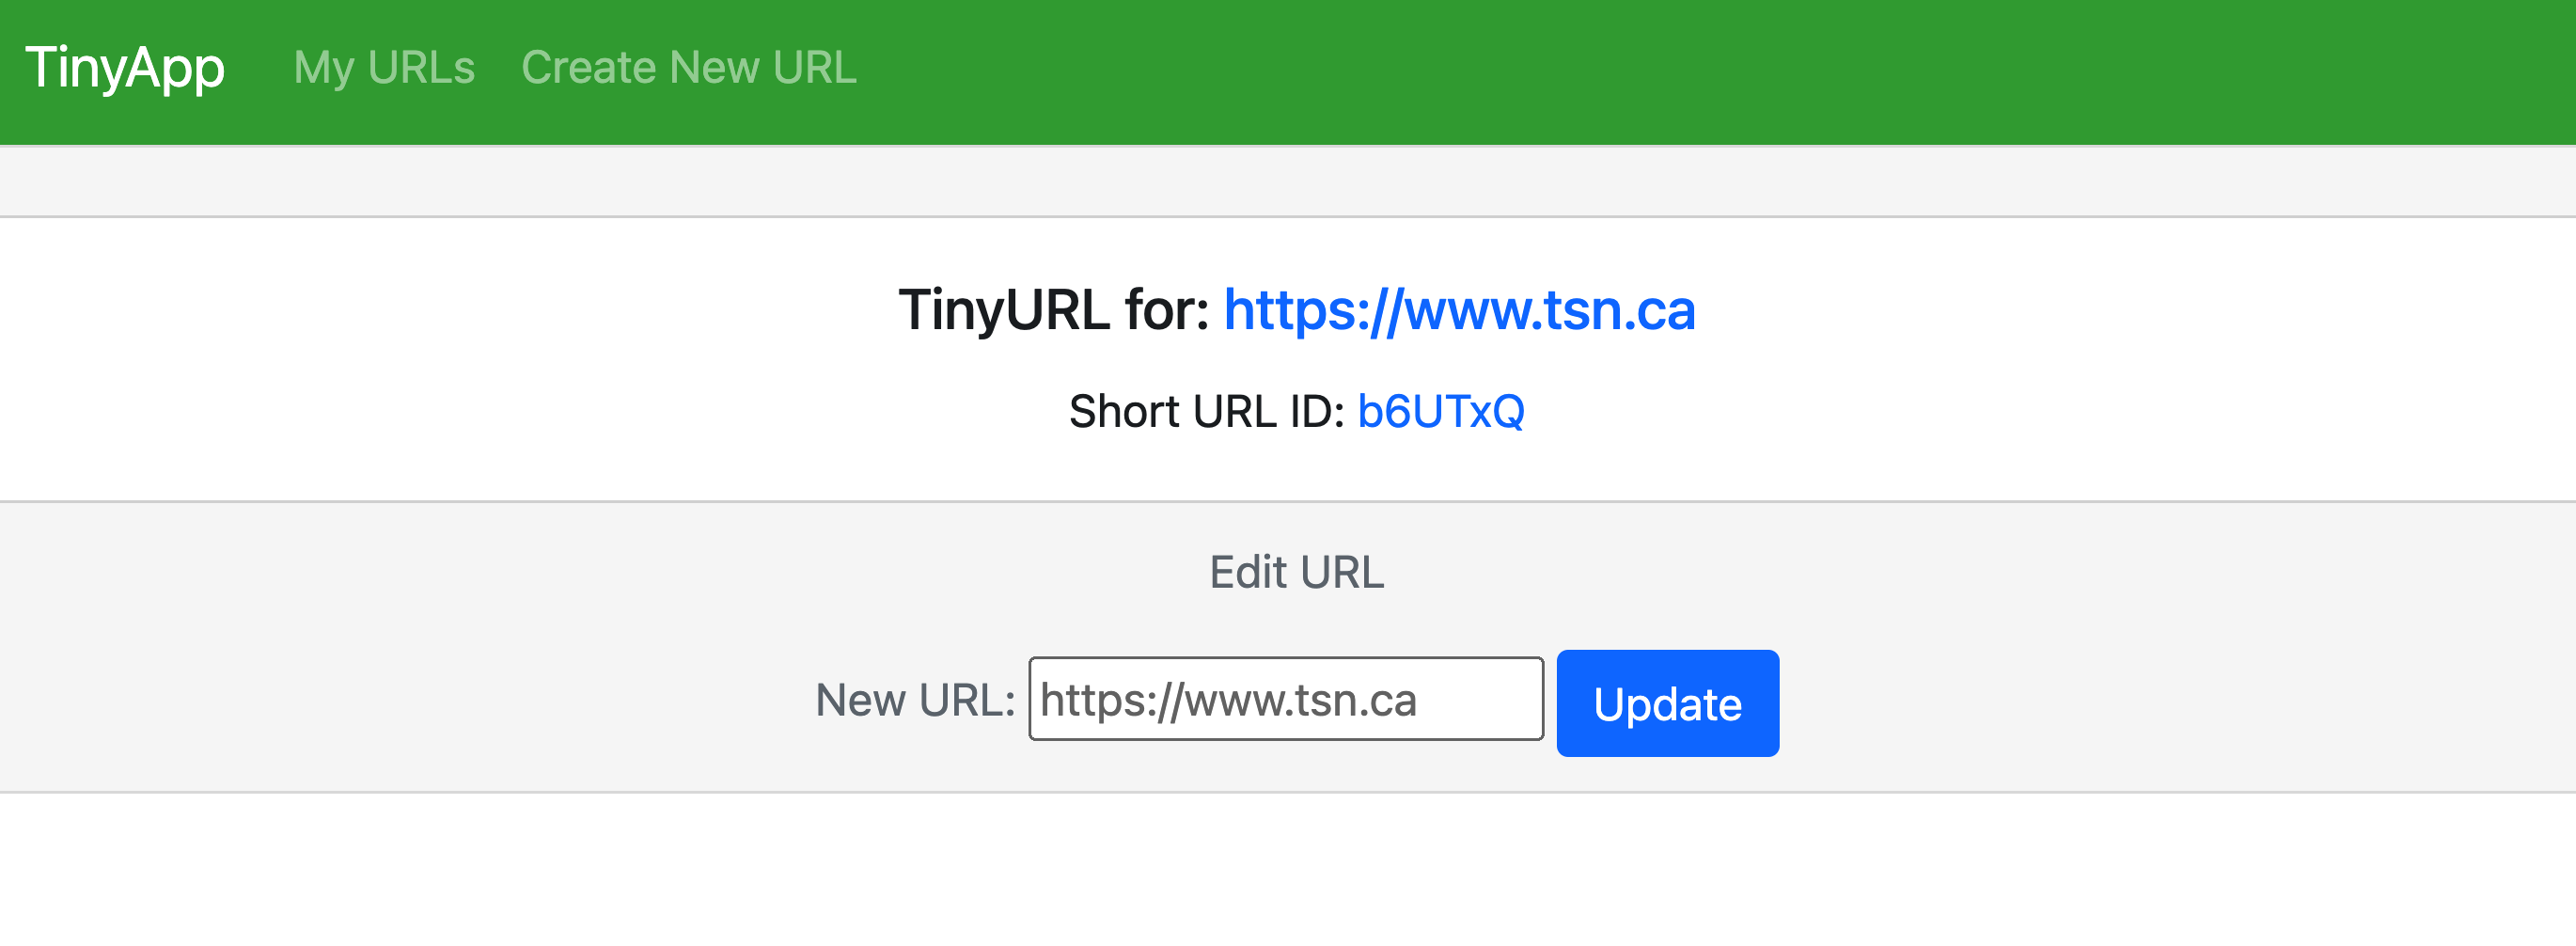 TinyApp My URLs Create New URL
TinyURL for: https://www.tsn.ca
Short URL ID: b6UTxQ
Edit URL
New URL: https://www.tsn.ca Update